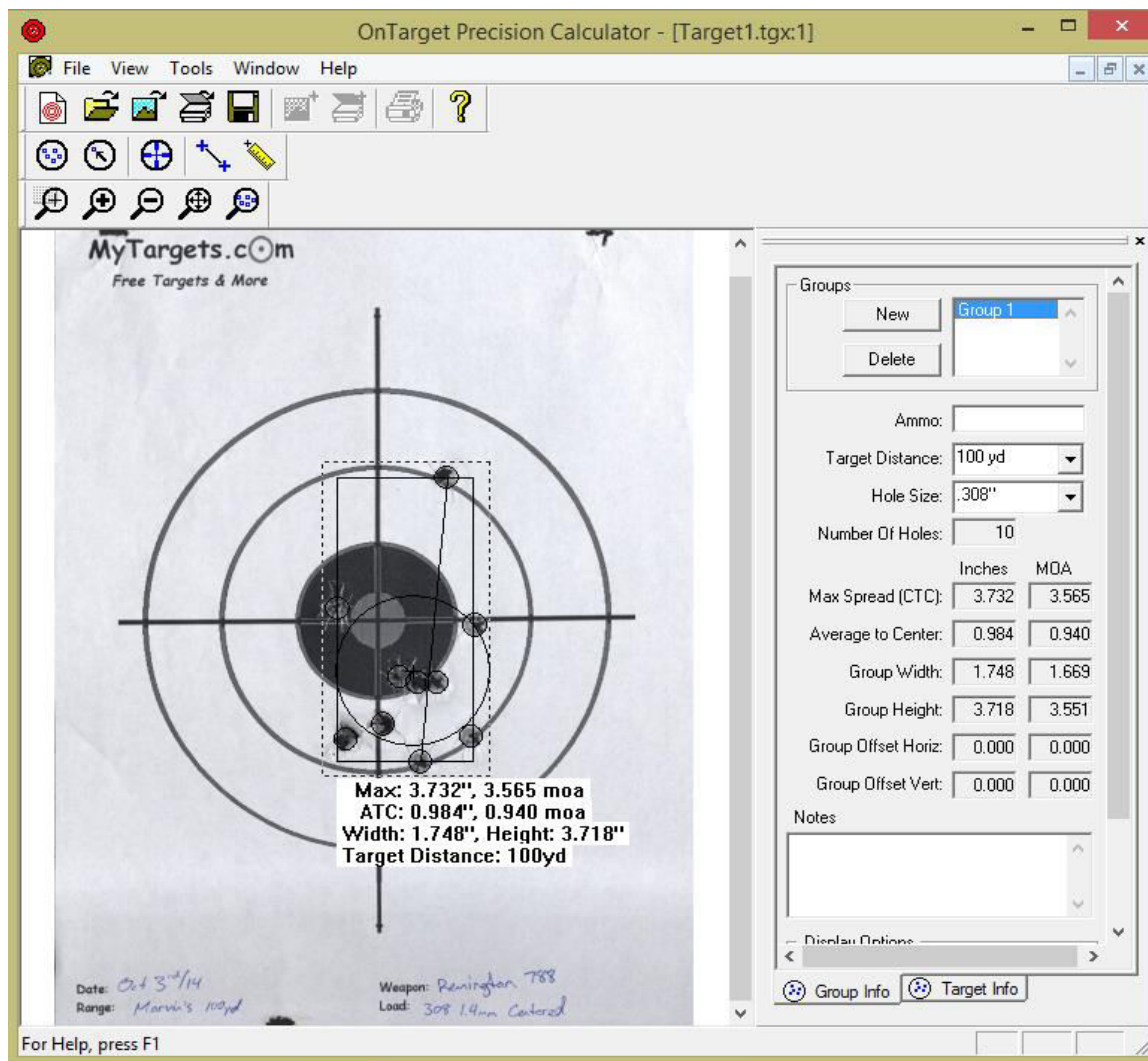 OnTarget Precision Calculator - [Target1.tgx:1]
File View Tools Window Help
MyTargets.com
Free Targets & More
Max: 3.732", 3.565 moa
ATC: 0.984", 0.940 moa
Width: 1.748", Height: 3.718"
Target Distance: 100yd
Date: Oct 3rd/14
Range: Marvin's 100yd
Weapon: Remington 788
Load: 308 1.4mm Centered
Groups
New
Delete
Group 1
Ammo:
Target Distance: 100 yd
Hole Size: .308"
Number Of Holes: 10
Inches MOA
Max Spread (CTC): 3.732 3.565
Average to Center: 0.984 0.940
Group Width: 1.748 1.669
Group Height: 3.718 3.551
Group Offset Horiz: 0.000 0.000
Group Offset Vert: 0.000 0.000
Notes
Display Options
Group Info Target Info
For Help, press F1